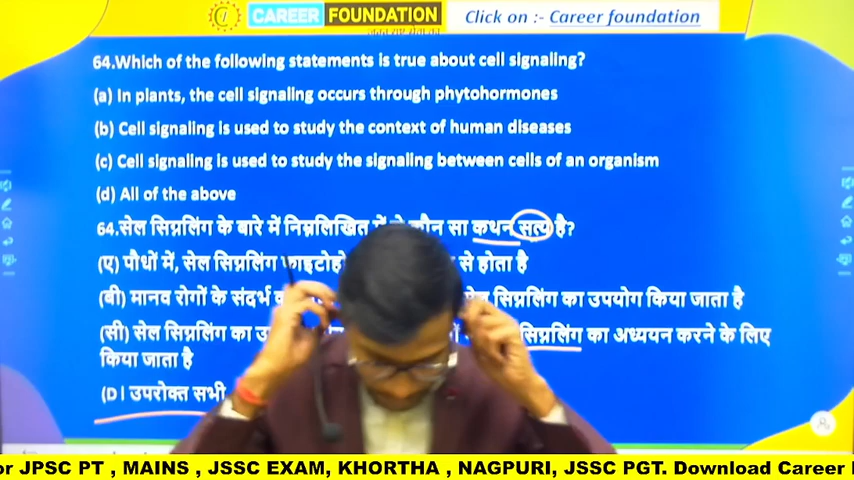 CAREER FOUNDATION
Click on :- Career foundation
64.Which of the following statements is true about cell signaling?
(a) In plants, the cell signaling occurs through phytohormones
(b) Cell signaling is used to study the context of human diseases
(c) Cell signaling is used to study the signaling between cells of an organism
(d) All of the above
64.सेल सिग्नलिंग के बारे में निम्नलिखित में से कौन सा कथन सत्य है?
(ए) पौधों में, सेल सिग्नलिंग से होता है
(बी) मानव रोगों के संदर्भ सिग्नलिंग का उपयोग किया जाता है
(सी) सेल सिग्नलिंग का सिग्नलिंग का अध्ययन करने के लिए
किया जाता है
(D) उपरोक्त सभी
or JPSC PT , MAINS , JSSC EXAM, KHORTHA , NAGPURI, JSSC PGT. Download Career